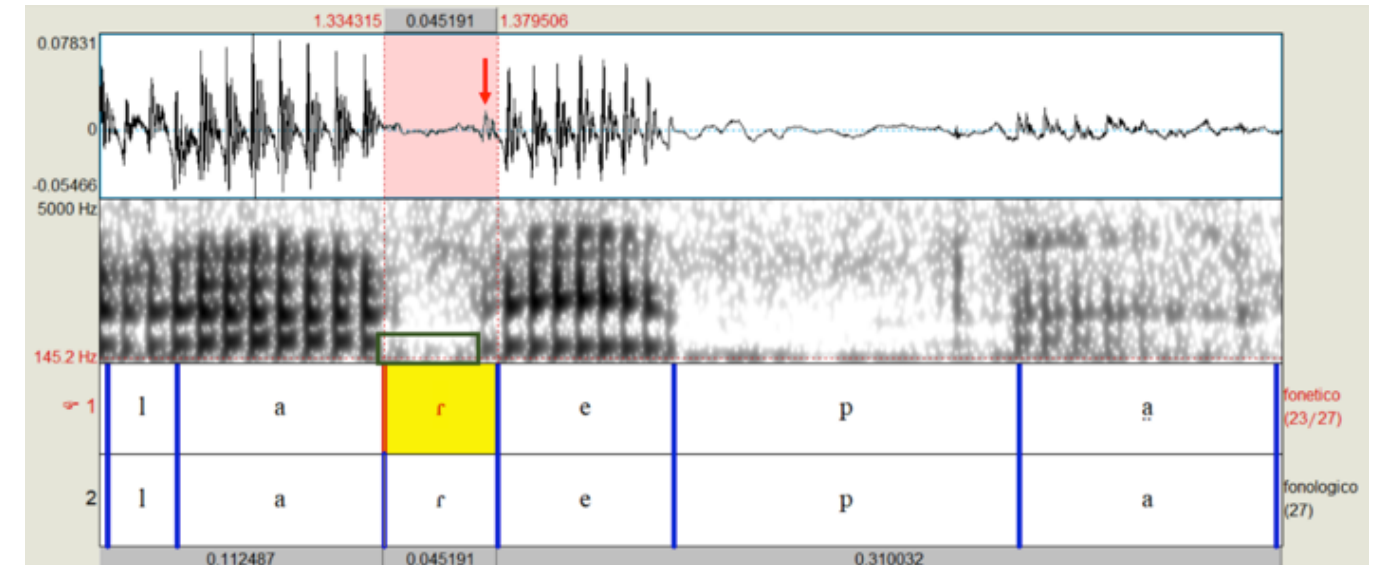 1.334315 0.045191 1.379506
0.07831
0
-0.05466
5000 Hz
145.2 Hz
1 l a ɾ e p a̤ fonetico
(23/27)
2 l a ɾ e p a fonologico
(27)
0.112487 0.045191 0.310032